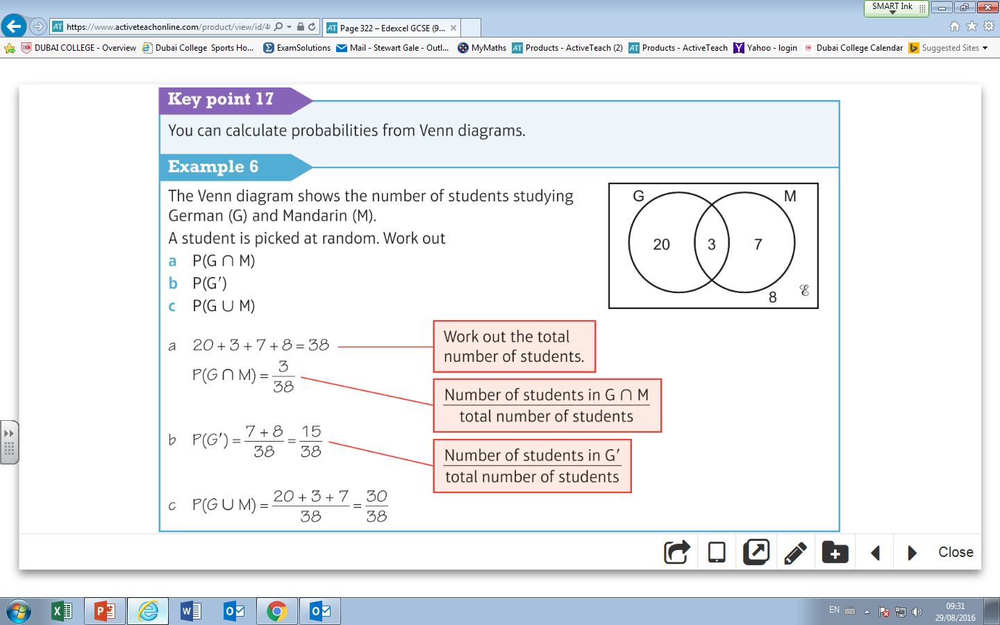 SMART Ink
https://www.activeteachonline.com/product/view/id/4
Page 322 – Edexcel GCSE (9...
DUBAI COLLEGE - Overview
Dubai College Sports Ho...
ExamSolutions
Mail - Stewart Gale - Outl...
MyMaths
Products - ActiveTeach (2)
Products - ActiveTeach
Yahoo - login
Dubai College Calendar
Suggested Sites
Key point 17
You can calculate probabilities from Venn diagrams.
Example 6
The Venn diagram shows the number of students studying
German (G) and Mandarin (M).
A student is picked at random. Work out
a P(G ∩ M)
b P(G′)
c P(G ∪ M)
G M
20 3 7
8 ℰ
a 20 + 3 + 7 + 8 = 38
Work out the total
number of students.
P(G ∩ M) = 3/38
Number of students in G ∩ M
total number of students
b P(G′) = 7 + 8/38 = 15/38
Number of students in G′
total number of students
c P(G ∪ M) = 20 + 3 + 7/38 = 30/38
Close
EN
09:31
29/08/2016